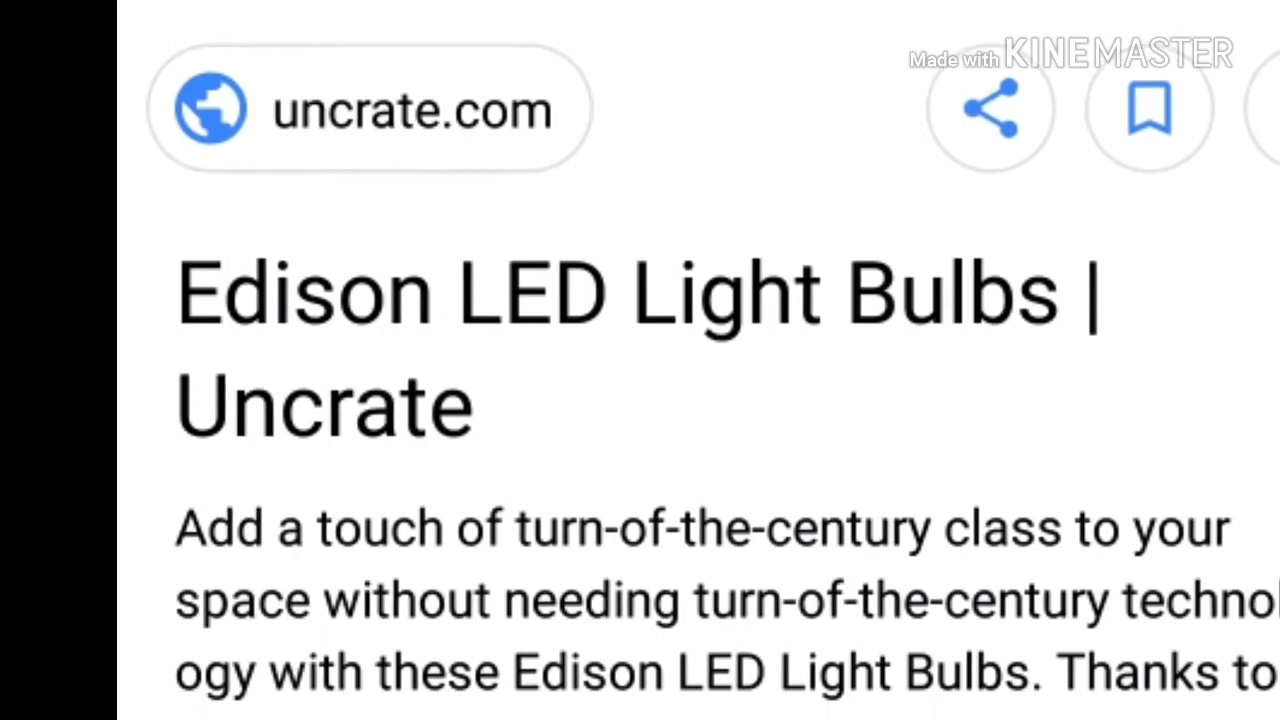 Made with KINEMASTER
uncrate.com
Edison LED Light Bulbs |
Uncrate
Add a touch of turn-of-the-century class to your
space without needing turn-of-the-century technol
ogy with these Edison LED Light Bulbs. Thanks to